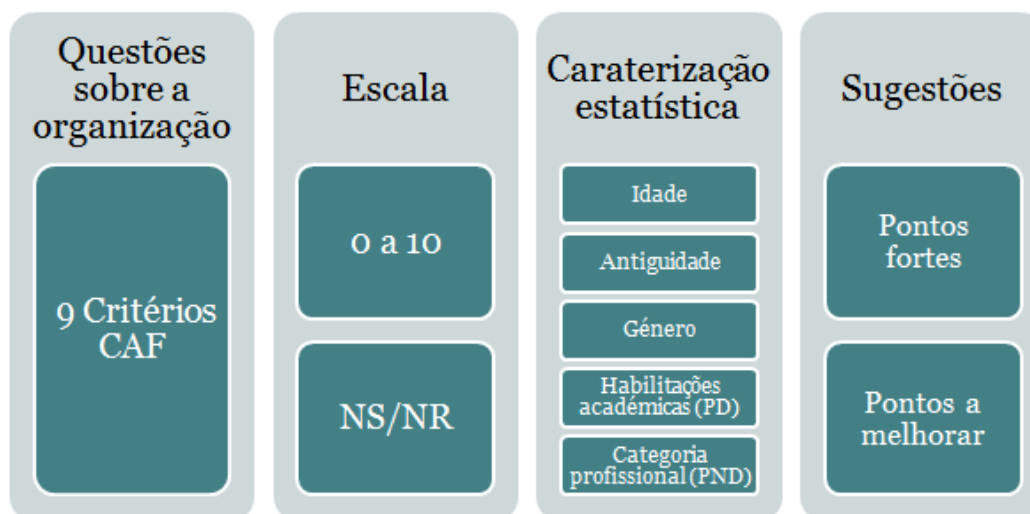 Questões
sobre a
organização
9 Critérios
CAF
Escala
0 a 10
NS/NR
Caraterização
estatística
Idade
Antiguidade
Género
Habilitações
académicas (PD)
Categoria
profissional (PND)
Sugestões
Pontos
fortes
Pontos a
melhorar